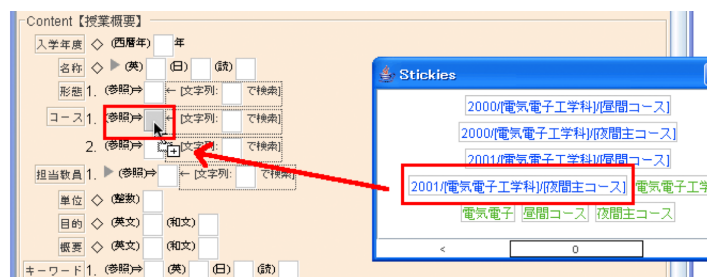 Content【授業概要】
入学年度 ◇ (西暦年) 年
名称 ◇ ▶ (英) (日) (読)
形態 1. (参照)⇒ ← [文字列: で検索]
コース 1. (参照)⇒ ← [文字列: で検索]
2. (参照)⇒ [文字列: で検索]
担当教員 1. ▶ (参照)⇒ ← [文字列: で検索]
単位 ◇ (整数)
目的 ◇ (英文) (和文)
概要 ◇ (英文) (和文)
キーワード 1. (参照)⇒ (英) (日) (読)
Stickies
2000/[電気電子工学科]/[昼間コース]
2000/[電気電子工学科]/[夜間主コース]
2001/[電気電子工学科]/[昼間コース]
2001/[電気電子工学科]/[夜間主コース] 電気電子工学
電気電子 昼間コース 夜間主コース
< 0